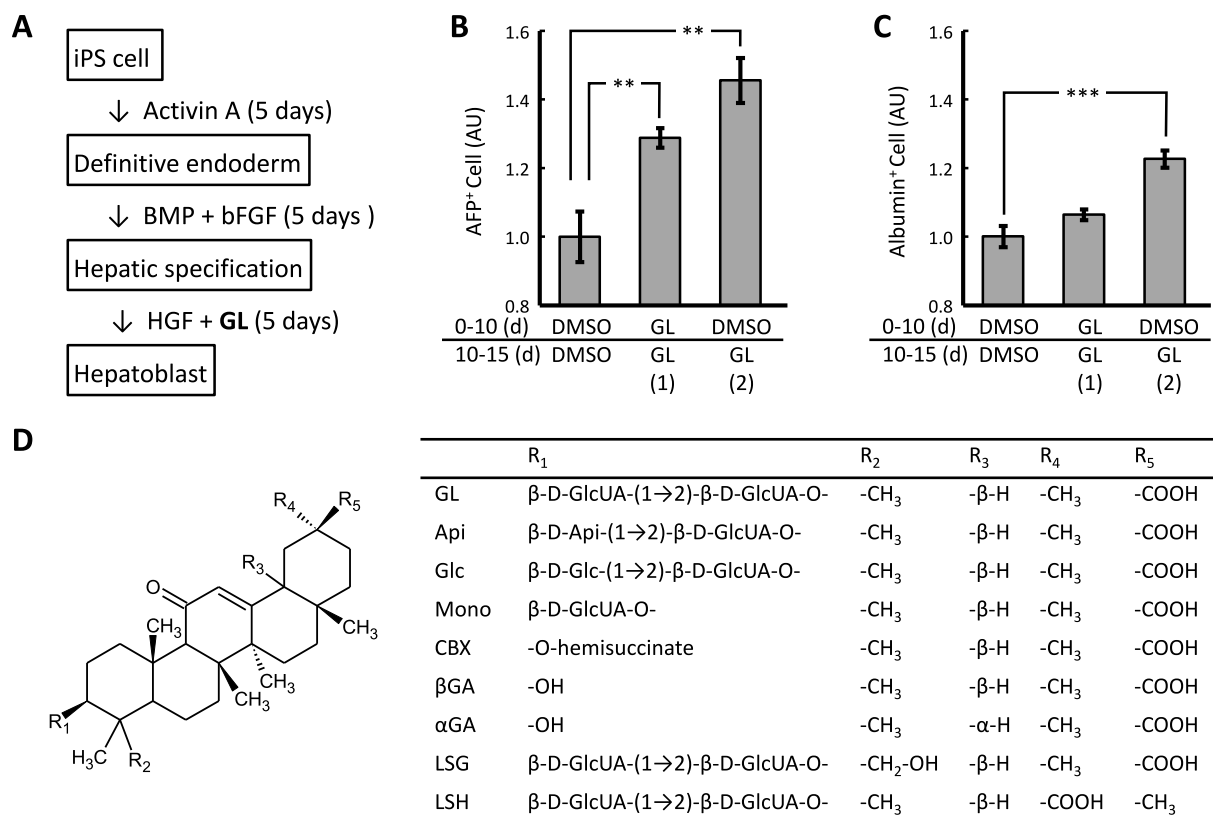 A
iPS cell
↓ Activin A (5 days)
Definitive endoderm
↓ BMP + bFGF (5 days )
Hepatic specification
↓ HGF + GL (5 days)
Hepatoblast
B
AFP⁺ Cell (AU)
1.6
1.4
1.2
1.0
0.8
**
**
0-10 (d) DMSO GL DMSO
10-15 (d) DMSO GL GL
(1) (2)
C
Albumin⁺ Cell (AU)
1.6
1.4
1.2
1.0
0.8
***
0-10 (d) DMSO GL DMSO
10-15 (d) DMSO GL GL
(1) (2)
D
R₄ R₅
R₃
O
CH₃ CH₃
CH₃
CH₃
R₁
H₃C R₂
R₁ R₂ R₃ R₄ R₅
GL β-D-GlcUA-(1→2)-β-D-GlcUA-O- -CH₃ -β-H -CH₃ -COOH
Api β-D-Api-(1→2)-β-D-GlcUA-O- -CH₃ -β-H -CH₃ -COOH
Glc β-D-Glc-(1→2)-β-D-GlcUA-O- -CH₃ -β-H -CH₃ -COOH
Mono β-D-GlcUA-O- -CH₃ -β-H -CH₃ -COOH
CBX -O-hemisuccinate -CH₃ -β-H -CH₃ -COOH
βGA -OH -CH₃ -β-H -CH₃ -COOH
αGA -OH -CH₃ -α-H -CH₃ -COOH
LSG β-D-GlcUA-(1→2)-β-D-GlcUA-O- -CH₂-OH -β-H -CH₃ -COOH
LSH β-D-GlcUA-(1→2)-β-D-GlcUA-O- -CH₃ -β-H -COOH -CH₃